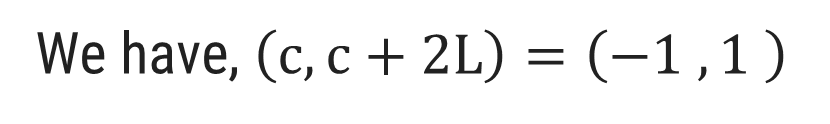 We have, (c, c + 2L) = (−1 , 1 )